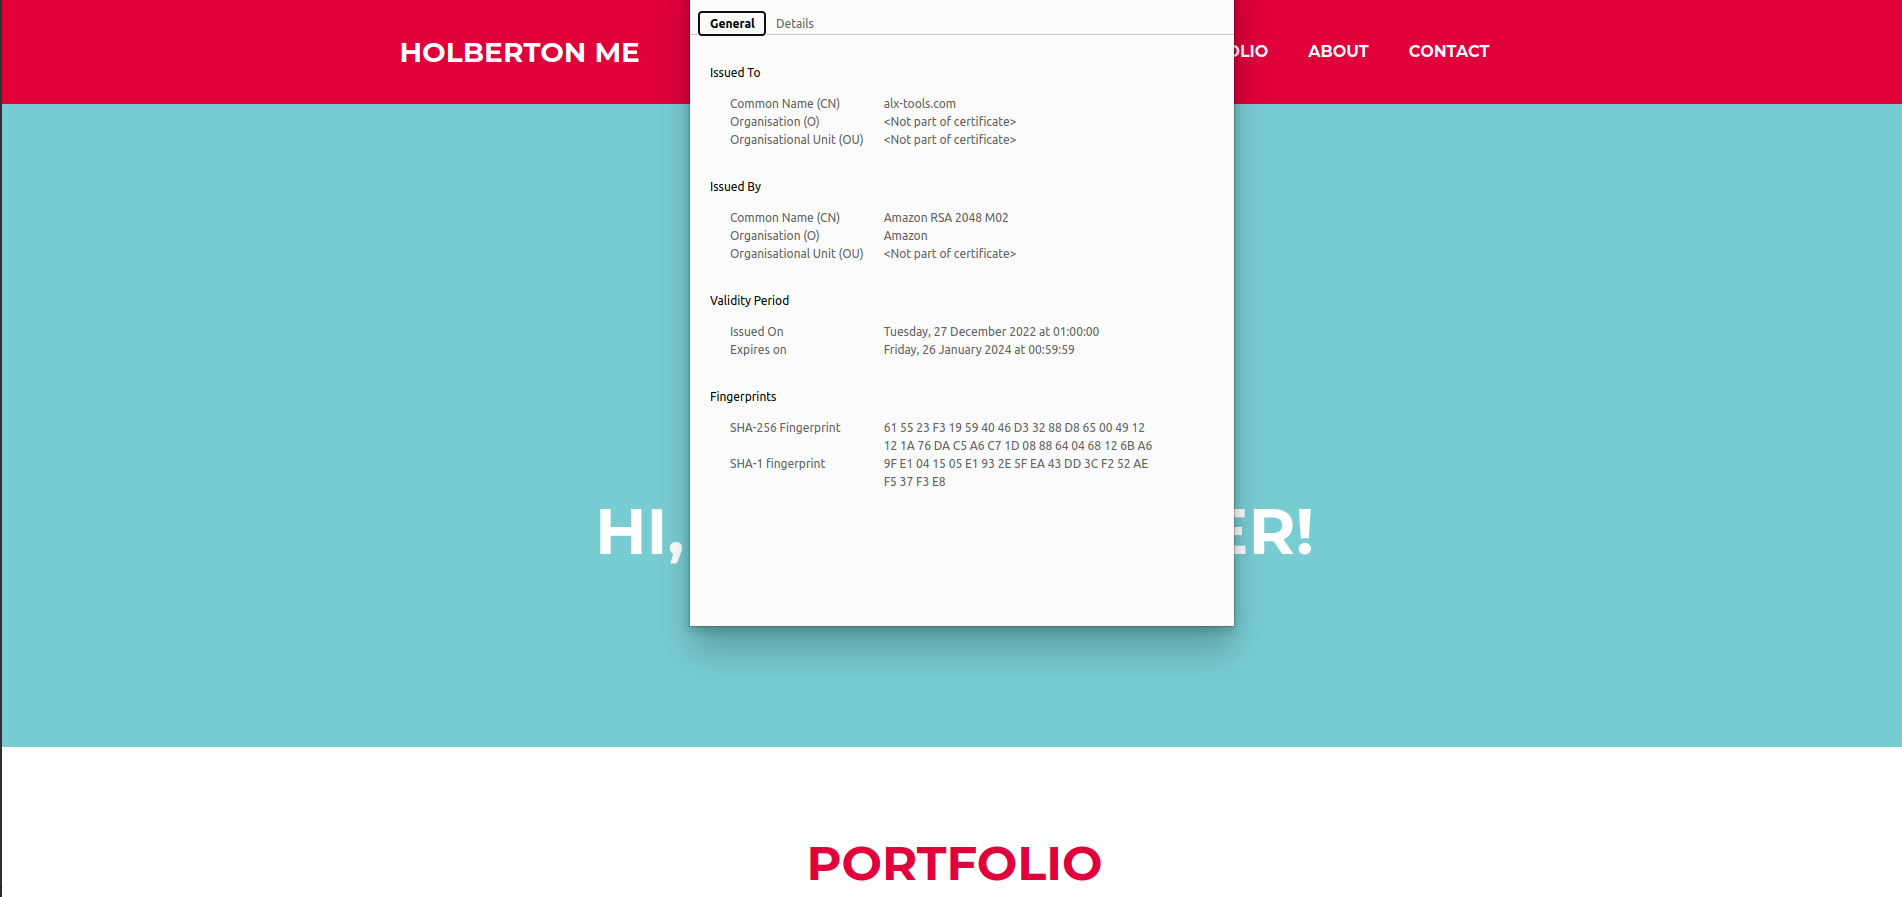 General Details
HOLBERTON ME
ABOUT CONTACT
Issued To
Common Name (CN) alx-tools.com
Organisation (O) <Not part of certificate>
Organisational Unit (OU) <Not part of certificate>
Issued By
Common Name (CN) Amazon RSA 2048 M02
Organisation (O) Amazon
Organisational Unit (OU) <Not part of certificate>
Validity Period
Issued On Tuesday, 27 December 2022 at 01:00:00
Expires on Friday, 26 January 2024 at 00:59:59
Fingerprints
SHA-256 Fingerprint 61 55 23 F3 19 59 40 46 D3 32 88 D8 65 00 49 12
12 1A 76 DA C5 A6 C7 1D 08 88 64 04 68 12 6B A6
SHA-1 fingerprint 9F E1 04 15 05 E1 93 2E 5F EA 43 DD 3C F2 52 AE
F5 37 F3 E8
HI,
PORTFOLIO